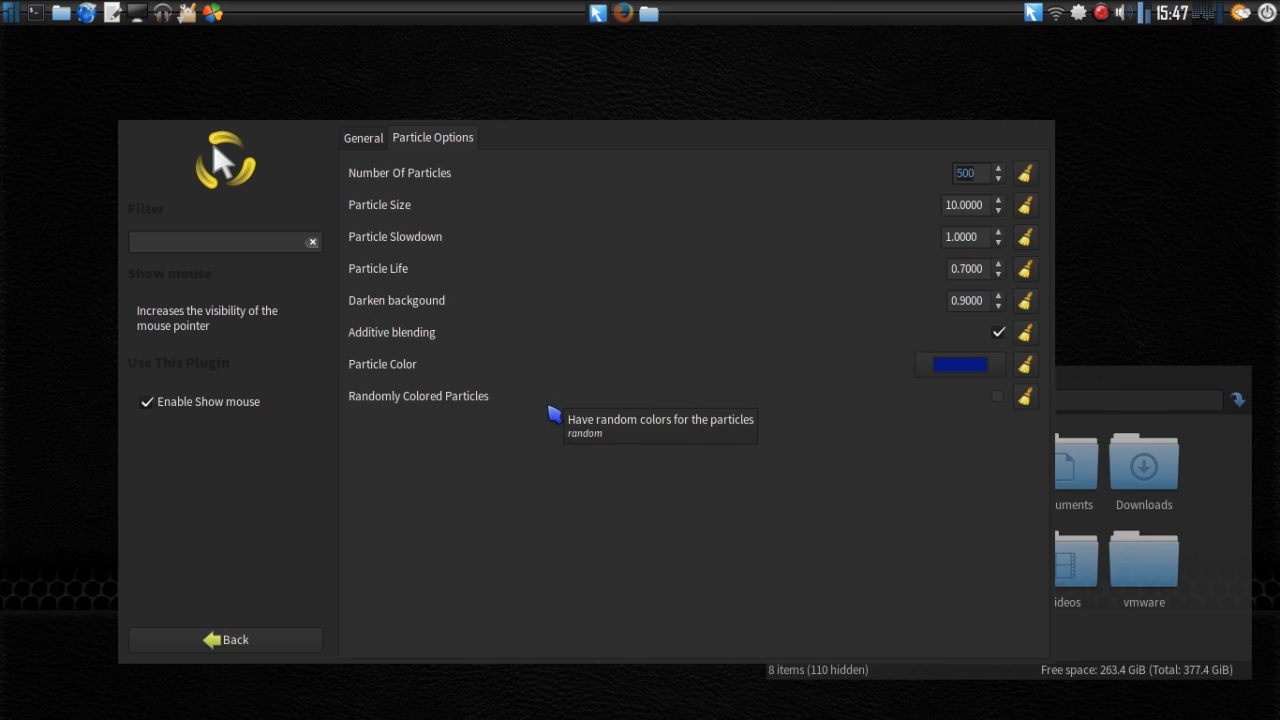 15:47
General
Particle Options
Number Of Particles
500
Filter
Particle Size
10.0000
Particle Slowdown
1.0000
Show mouse
Particle Life
0.7000
Increases the visibility of the
mouse pointer
Darken backgound
0.9000
Additive blending
Use This Plugin
Particle Color
Enable Show mouse
Randomly Colored Particles
Have random colors for the particles
random
uments
Downloads
ideos
vmware
Back
8 items (110 hidden)
Free space: 263.4 GiB (Total: 377.4 GiB)